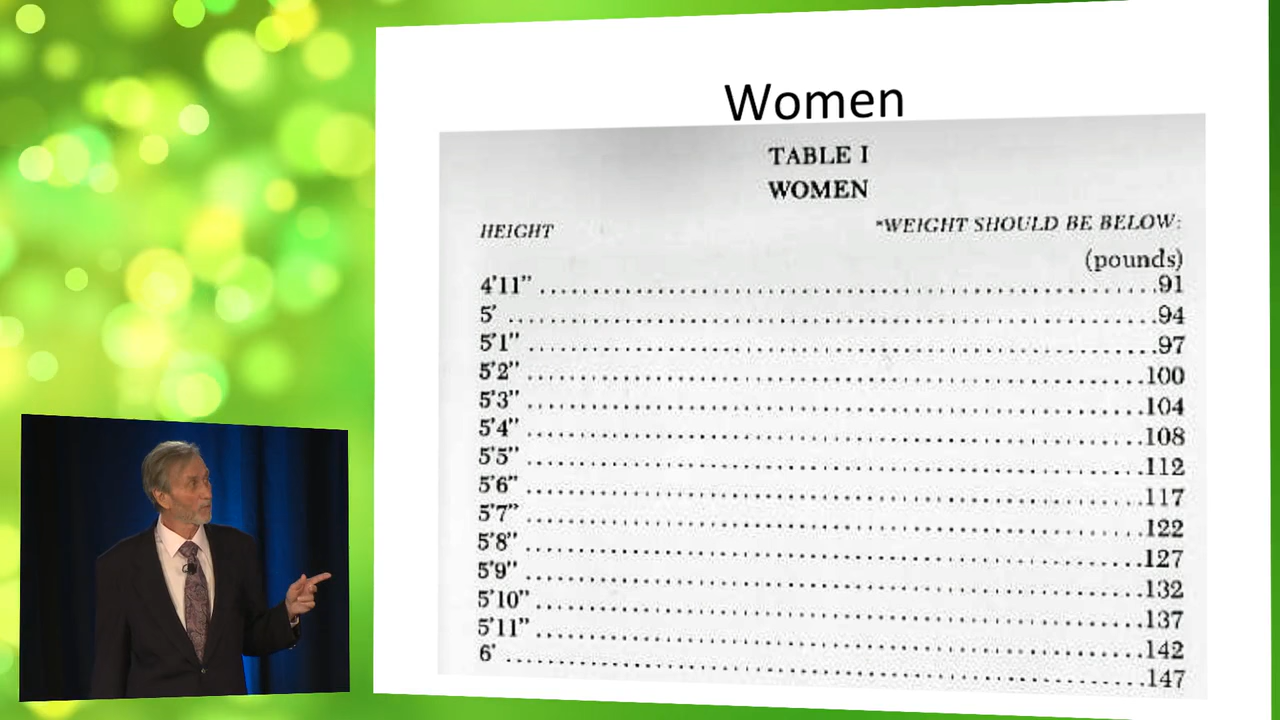 Women
TABLE I
WOMEN
HEIGHT *WEIGHT SHOULD BE BELOW:
(pounds)
4'11" 91
5' 94
5'1" 97
5'2" 100
5'3" 104
5'4" 108
5'5" 112
5'6" 117
5'7" 122
5'8" 127
5'9" 132
5'10" 137
5'11" 142
6' 147